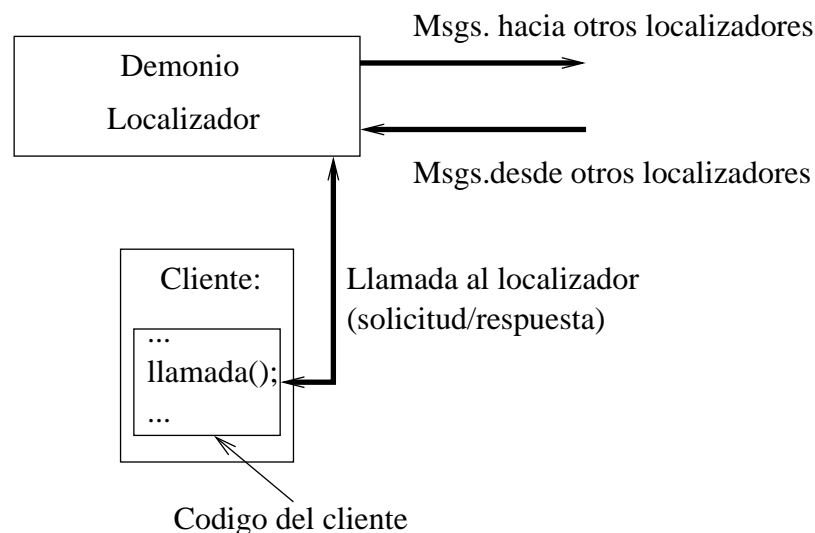 Msgs. hacia otros localizadores
Demonio
Localizador
Msgs.desde otros localizadores
Cliente:
Llamada al localizador
(solicitud/respuesta)
...
llamada();
...
Codigo del cliente